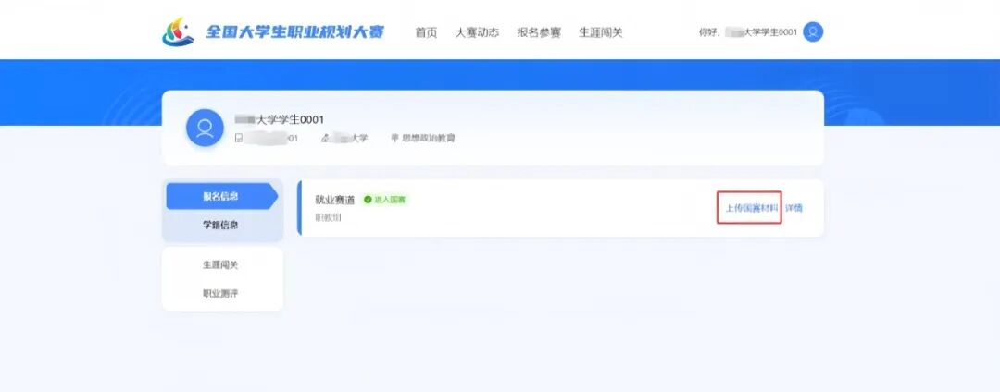 全国大学生职业规划大赛 首页 大赛动态 报名参赛 生涯闯关 你好, 大学学生0001
大学学生0001
01 大学 思想政治教育
报名信息
学籍信息
生涯闯关
职业测评
就业赛道 进入国赛
职教组
上传国赛材料 详情